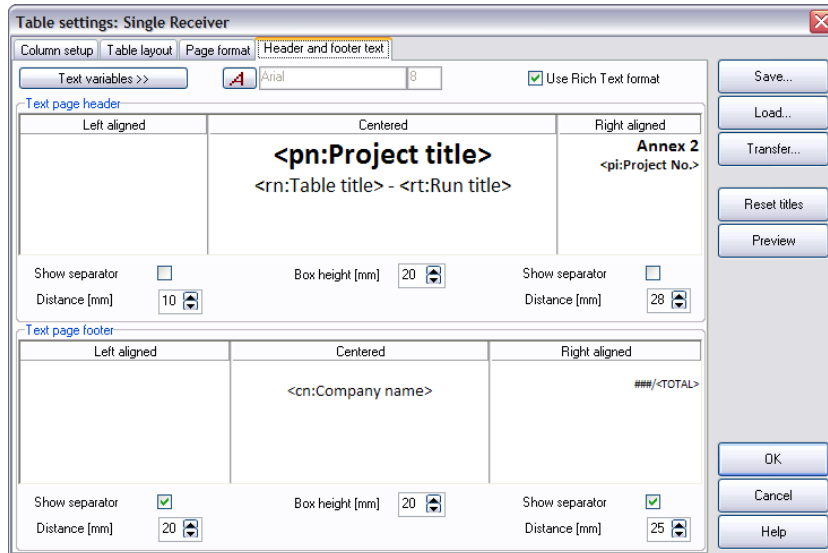 Table settings: Single Receiver
Column setup Table layout Page format Header and footer text
Text variables >> A Arial 8 Use Rich Text format Save...
Text page header
Left aligned Centered Right aligned Load...
<pn:Project title> Annex 2 Transfer...
<pi:Project No.>
<rn:Table title> - <rt:Run title>
Reset titles
Preview
Show separator Box height [mm] 20 Show separator
Distance [mm] 10 Distance [mm] 28
Text page footer
Left aligned Centered Right aligned
<cn:Company name> ###/<TOTAL>
OK
Show separator Box height [mm] 20 Show separator Cancel
Distance [mm] 20 Distance [mm] 25 Help